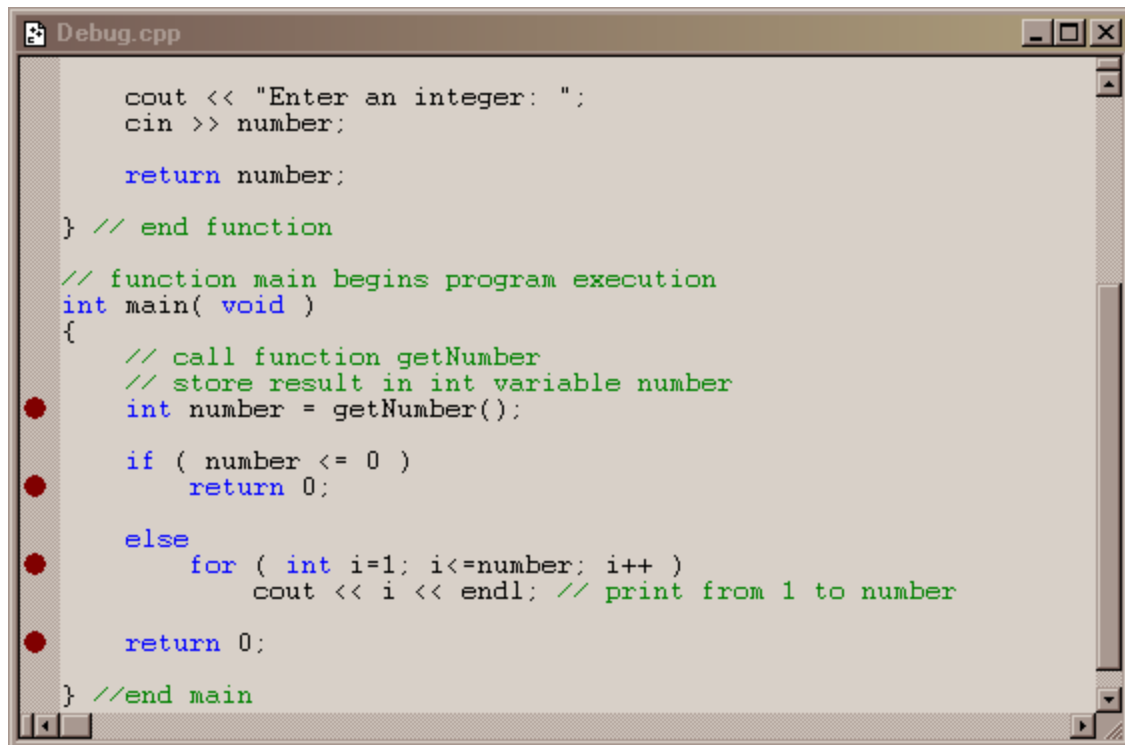 Debug.cpp
cout << "Enter an integer: ";
cin >> number;
return number;
} // end function
// function main begins program execution
int main( void )
{
// call function getNumber
// store result in int variable number
int number = getNumber();
if ( number <= 0 )
return 0;
else
for ( int i=1; i<=number; i++ )
cout << i << endl; // print from 1 to number
return 0;
} //end main